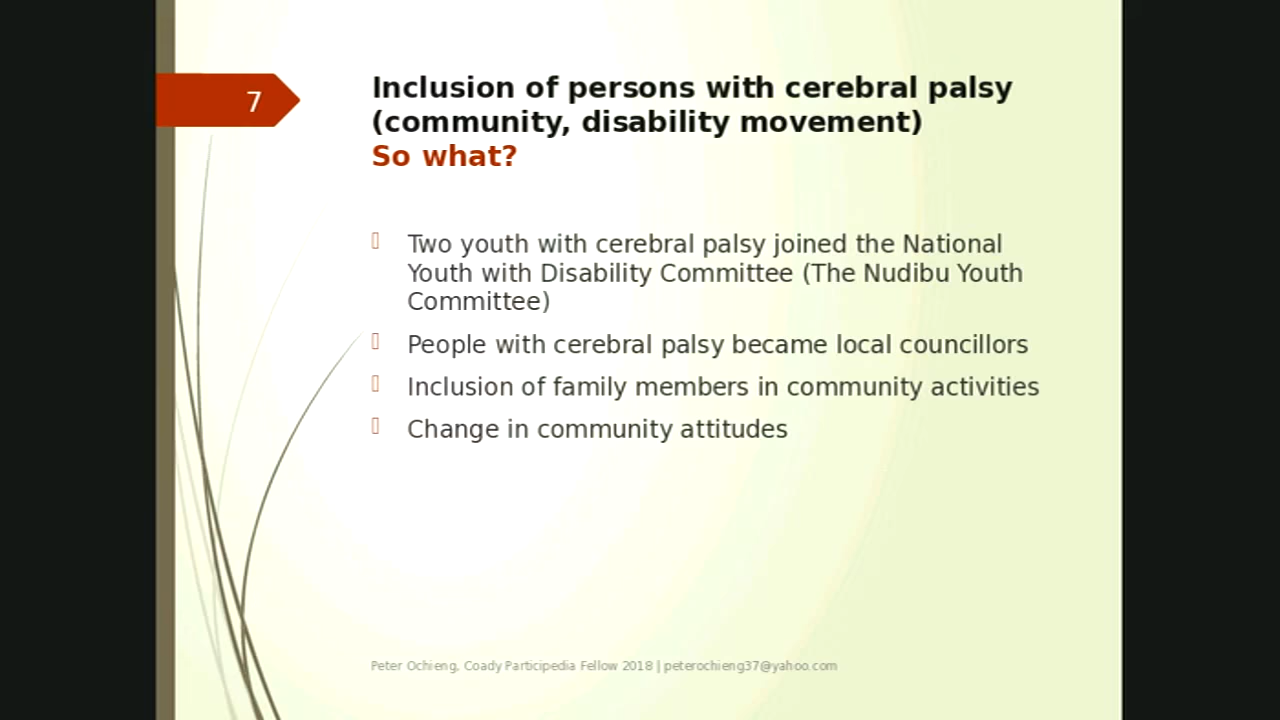 7
Inclusion of persons with cerebral palsy
(community, disability movement)
So what?
Two youth with cerebral palsy joined the National
Youth with Disability Committee (The Nudibu Youth
Committee)
People with cerebral palsy became local councillors
Inclusion of family members in community activities
Change in community attitudes
Peter Ochieng, Coady Participedia Fellow 2018 | peterochieng37@yahoo.com